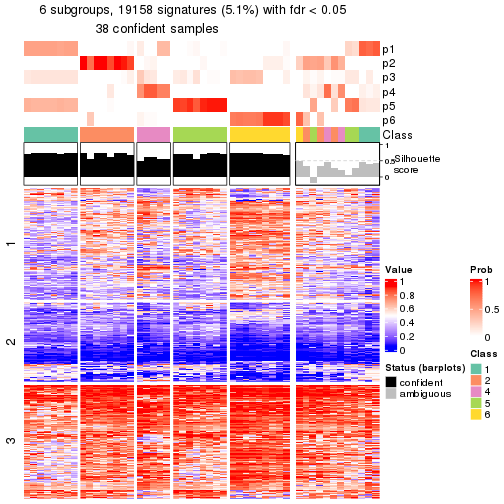 6 subgroups, 19158 signatures (5.1%) with fdr < 0.05
38 confident samples
p1
p2
p3
p4
p5
p6
Class
1
0.5
0
Silhouette
score
1
2
3
Value
1
0.8
0.6
0.4
0.2
0
Status (barplots)
confident
ambiguous
Prob
1
0.5
0
Class
1
2
4
5
6